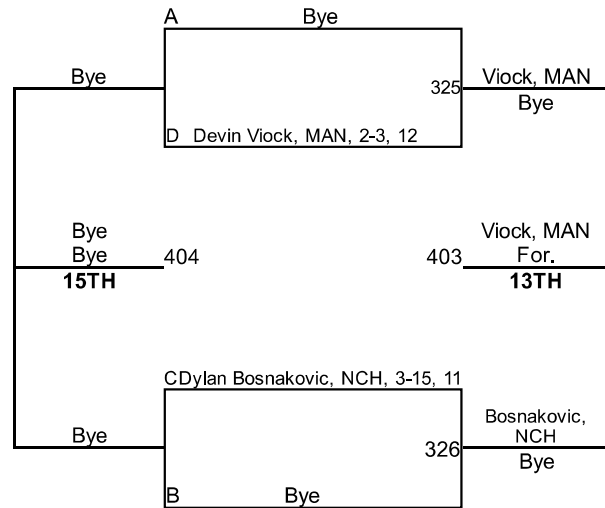 A Bye
Bye
325
Viock, MAN
Bye
D Devin Viock, MAN, 2-3, 12
Bye
Bye
15TH
404
403
Viock, MAN
For.
13TH
CDylan Bosnakovic, NCH, 3-15, 11
Bye
326
Bosnakovic,
NCH
Bye
B Bye